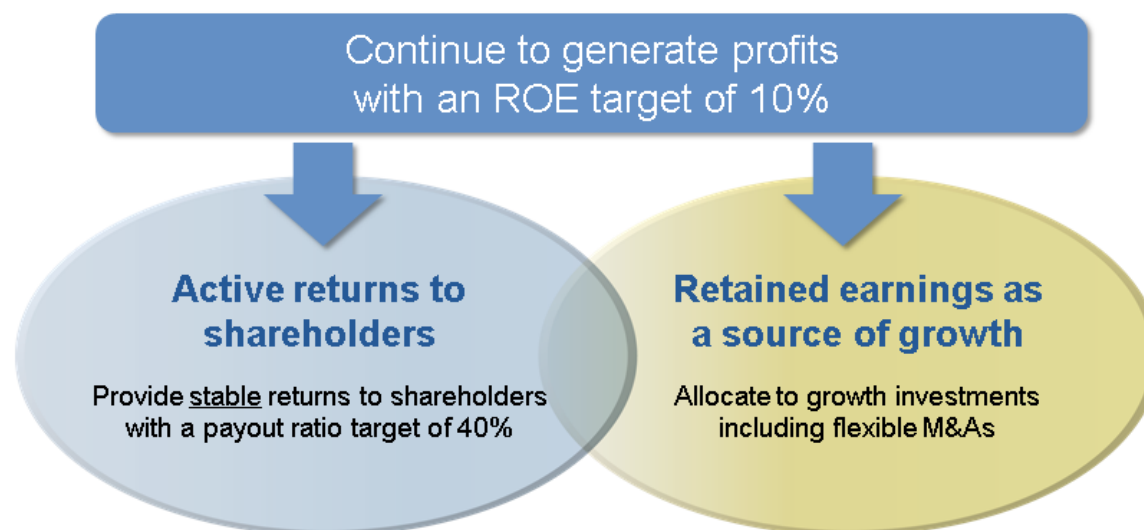 Continue to generate profits
with an ROE target of 10%
Active returns to
shareholders
Provide stable returns to shareholders
with a payout ratio target of 40%
Retained earnings as
a source of growth
Allocate to growth investments
including flexible M&As